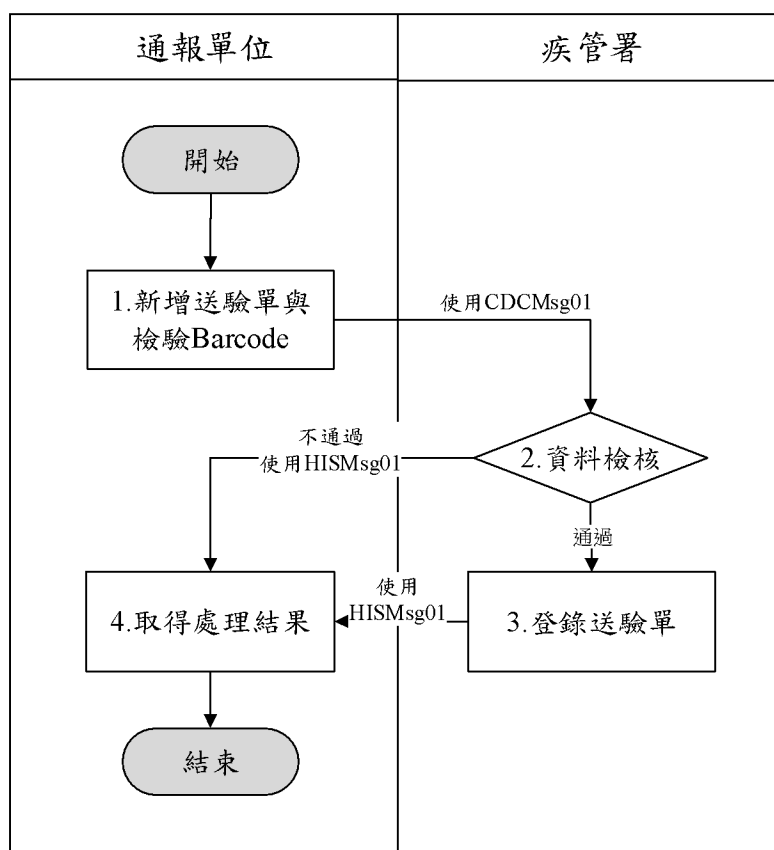 通報單位
疾管署
開始
1.新增送驗單與
檢驗Barcode
使用CDCMsg01
不通過
使用HISMsg01
2.資料檢核
通過
使用
HISMsg01
4.取得處理結果
3.登錄送驗單
結束